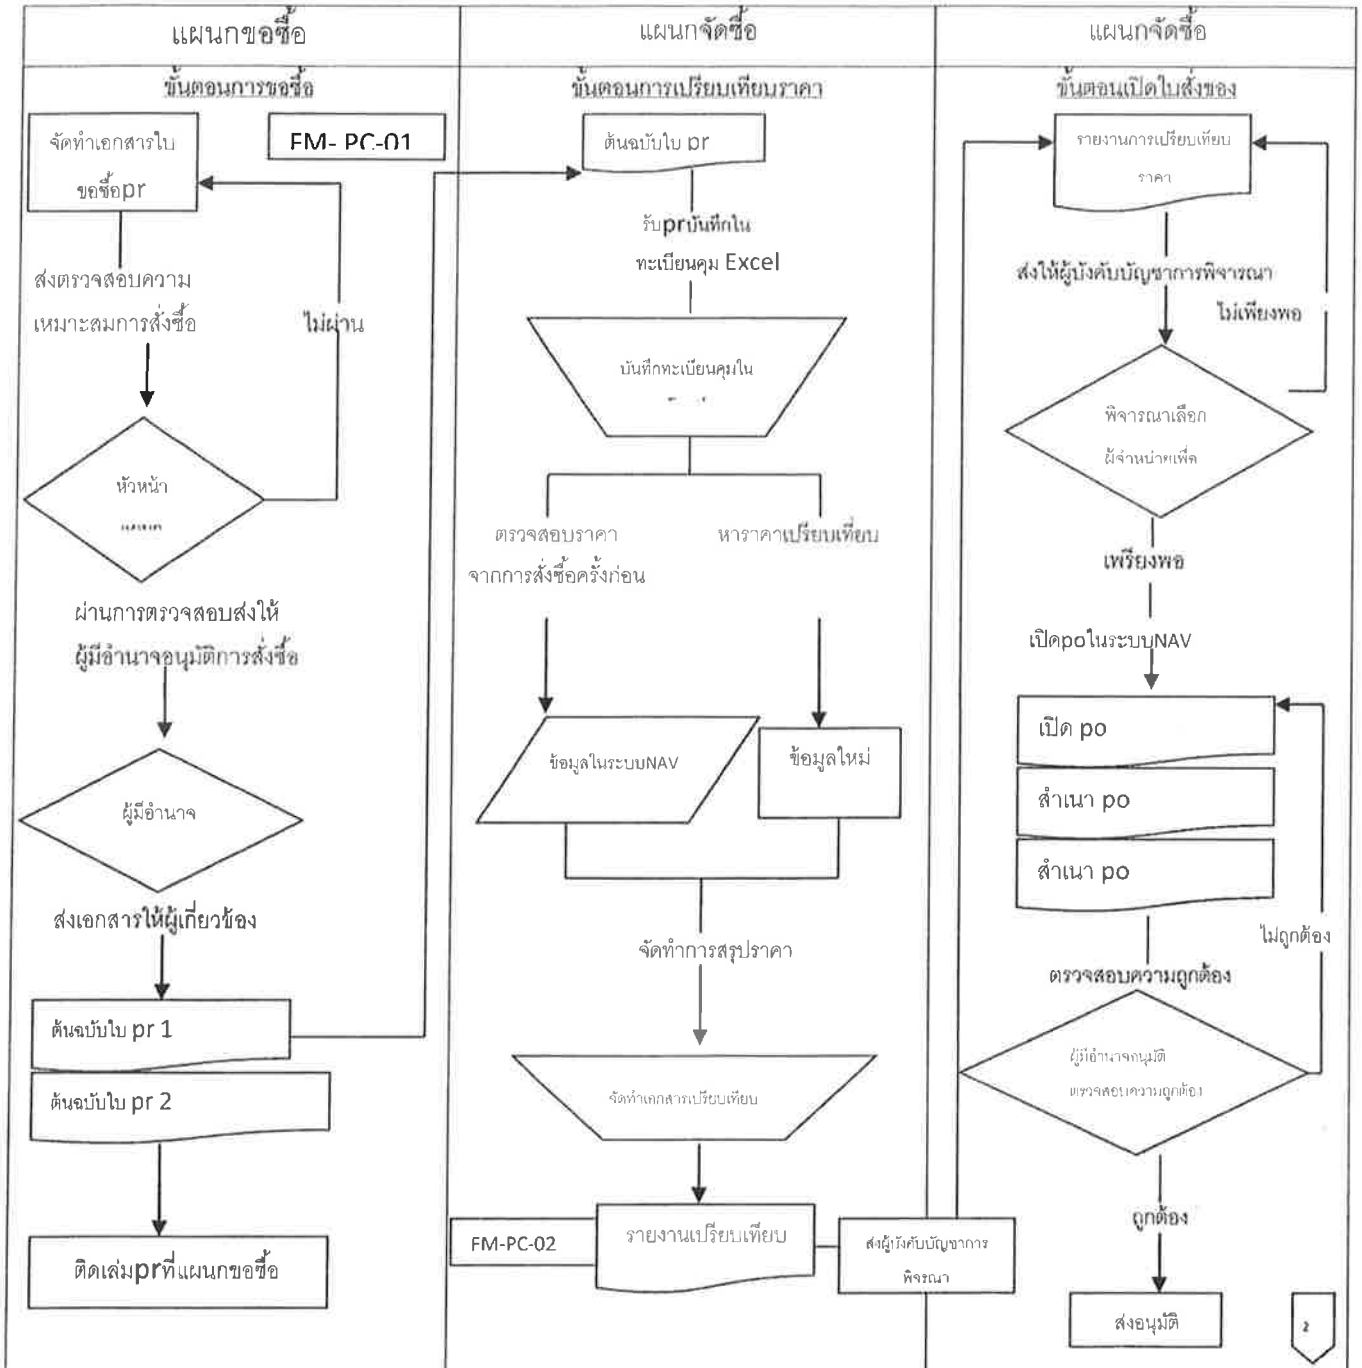 แผนกขอซื้อ
ขั้นตอนการขอซื้อ
จัดทำเอกสารใบ
ขอซื้อpr
FM- PC-01
ส่งตรวจสอบความ
เหมาะสมการสั่งซื้อ
ไม่ผ่าน
หัวหน้า
ผ่านการตรวจสอบส่งให้
ผู้มีอำนาจอนุมัติการสั่งซื้อ
ผู้มีอำนาจ
ส่งเอกสารให้ผู้เกี่ยวข้อง
ต้นฉบับใบ pr 1
ต้นฉบับใบ pr 2
ติดเล่มprที่แผนกขอซื้อ
แผนกจัดซื้อ
ขั้นตอนการเปรียบเทียบราคา
ต้นฉบับใบ pr
รับprบันทึกใน
ทะเบียนคุม Excel
บันทึกทะเบียนคุมใน
ตรวจสอบราคา
จากการสั่งซื้อครั้งก่อน
หาราคาเปรียบเทียบ
ข้อมูลในระบบNAV
ข้อมูลใหม่
จัดทำการสรุปราคา
จัดทำเอกสารเปรียบเทียบ
FM-PC-02
รายงานเปรียบเทียบ
ส่งผู้บังคับบัญชาการ
พิจรณา
แผนกจัดซื้อ
ขั้นตอนเปิดใบสั่งของ
รายงานการเปรียบเทียบ
ราคา
ส่งให้ผู้บังคับบัญชาการพิจารณา
ไม่เพียงพอ
พิจารณาเลือก
ผู้จำหน่ายเพื่อ
เพรียงพอ
เปิดpoในระบบNAV
เปิด po
สำเนา po
สำเนา po
ไม่ถูกต้อง
ตรวจสอบความถูกต้อง
ผู้มีอำนาจอนุมัติ
ตรวจสอบความถูกต้อง
ถูกต้อง
ส่งอนุมัติ
2